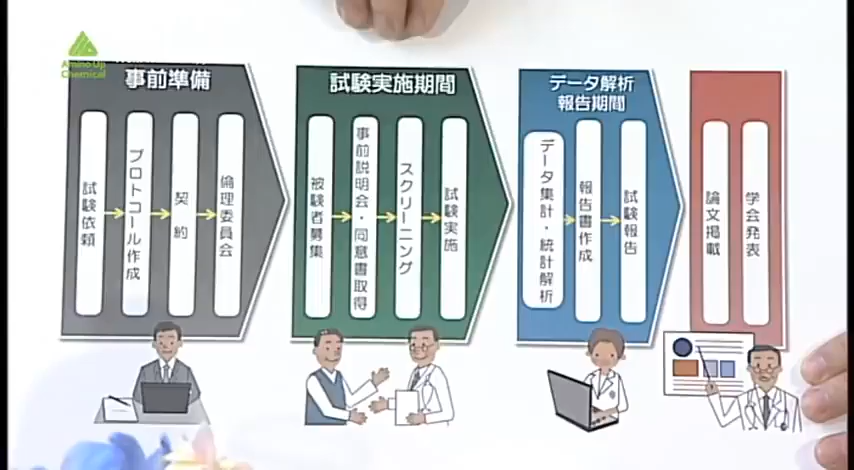 Amino Up
Chemical
事前準備
試験依頼
プロトコール作成
契約
倫理委員会
試験実施期間
被験者募集
事前説明会・同意書取得
スクリーニング
試験実施
データ解析
報告期間
データ集計・統計解析
報告書作成
試験報告
論文掲載
学会発表